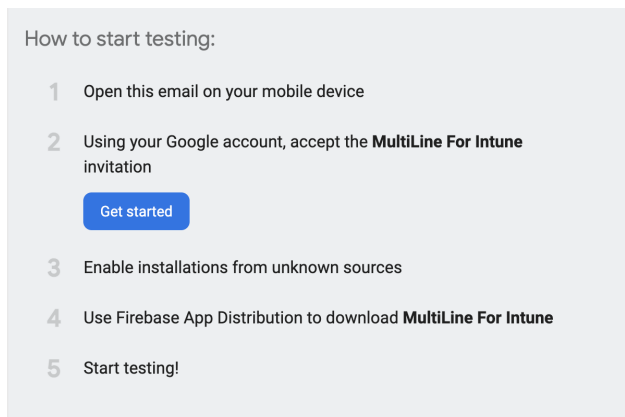 How to start testing:
1 Open this email on your mobile device
2 Using your Google account, accept the MultiLine For Intune
invitation
Get started
3 Enable installations from unknown sources
4 Use Firebase App Distribution to download MultiLine For Intune
5 Start testing!